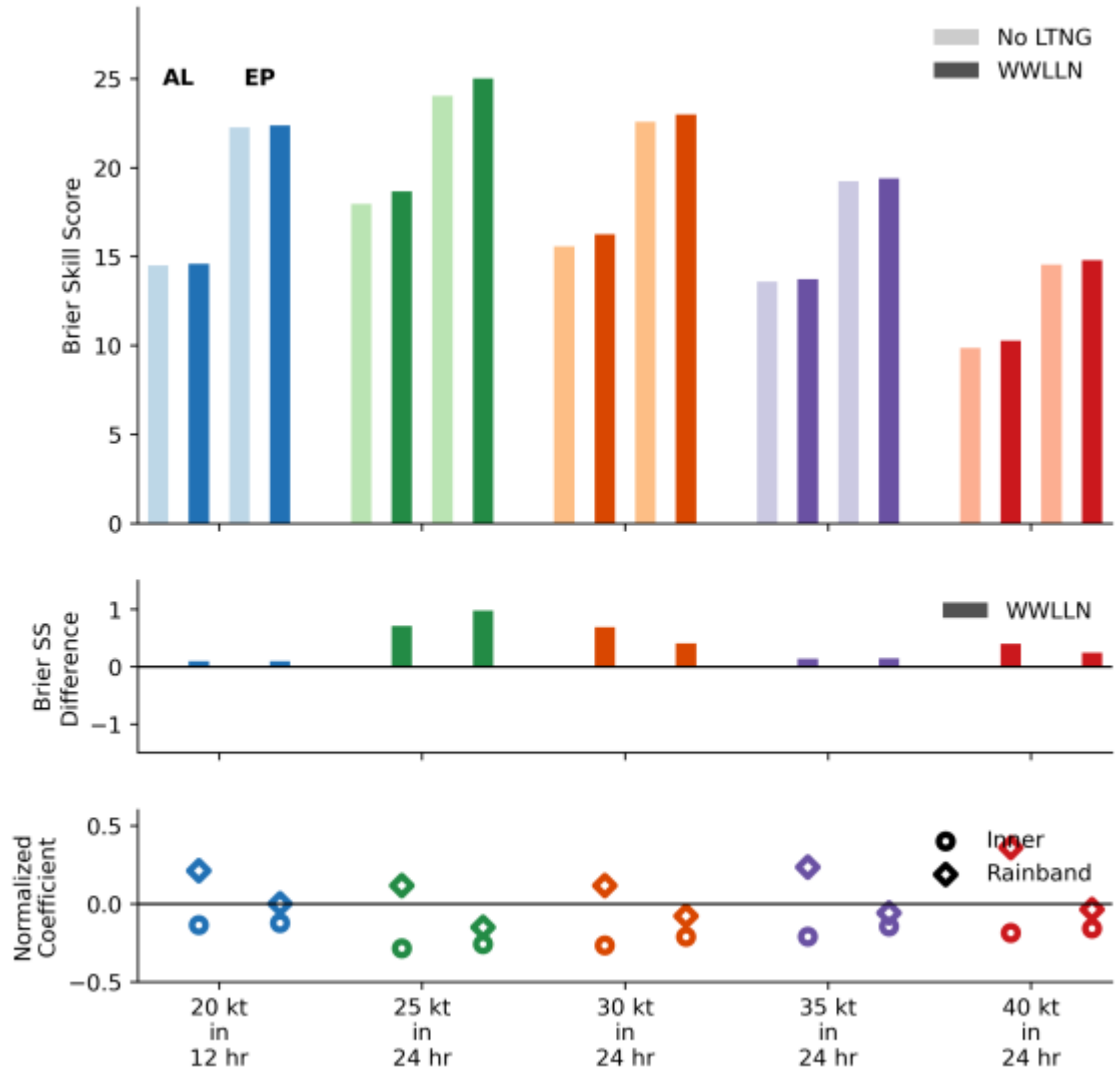 Brier Skill Score
25
20
15
10
5
0
AL
EP
No LTNG
WWLLN
Brier SS
Difference
1
0
−1
WWLLN
Normalized
Coefficient
0.5
0.0
−0.5
Inner
Rainband
20 kt
in
12 hr
25 kt
in
24 hr
30 kt
in
24 hr
35 kt
in
24 hr
40 kt
in
24 hr